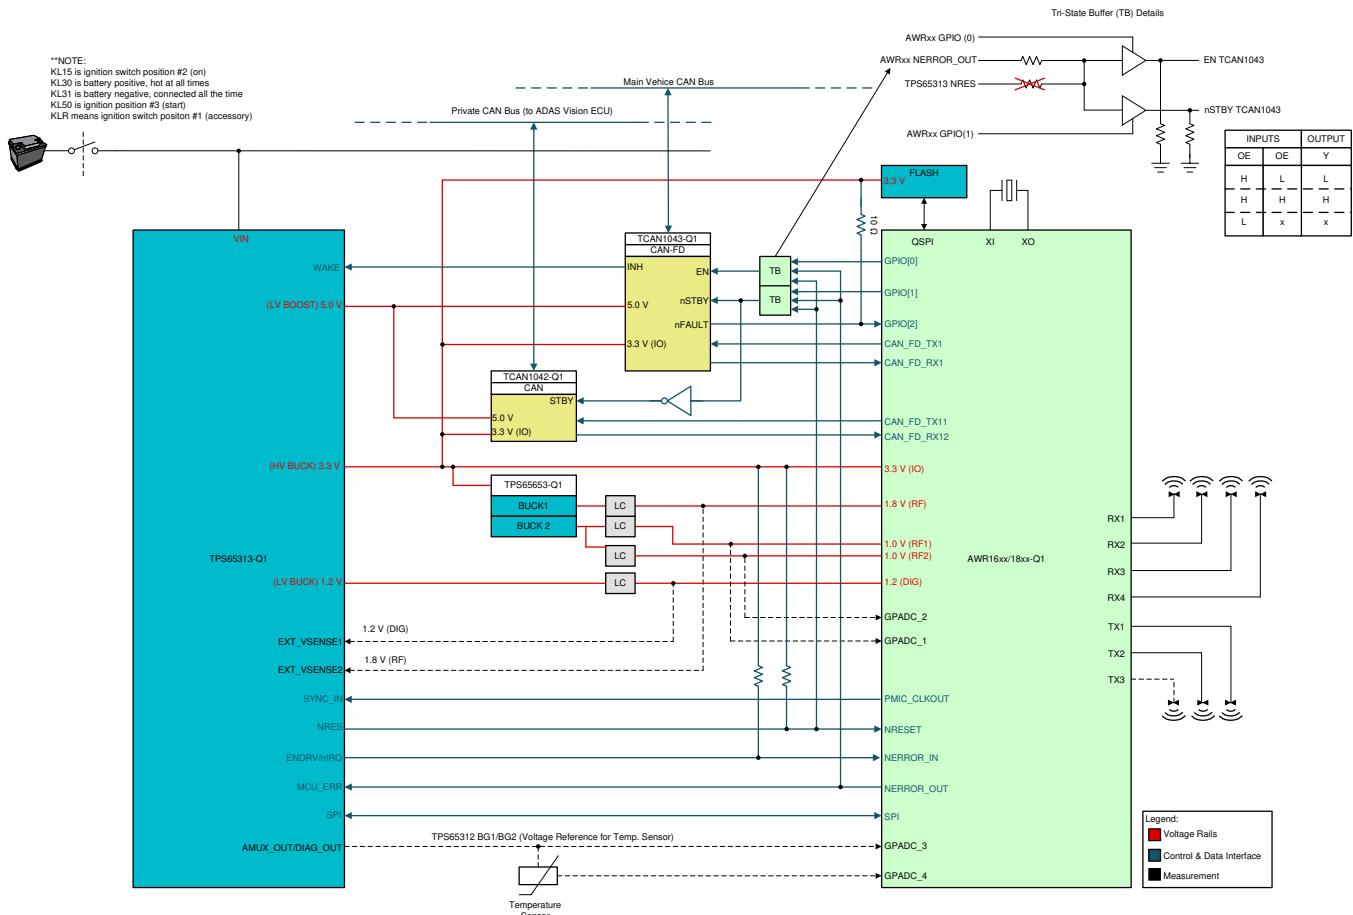 Tri-State Buffer (TB) Details
AWRxx GPIO (0)
AWRxx NERROR_OUT
EN TCAN1043
TPS65313 NRES
nSTBY TCAN1043
AWRxx GPIO(1)
INPUTS OUTPUT
OE OE Y
H L L
H H H
L x x
**NOTE:
KL15 is ignition switch position #2 (on)
KL30 is battery positive, hot at all times
KL31 is battery negative, connected all the time
KL50 is ignition position #3 (start)
KLR means ignition switch positon #1 (accessory)
Main Vehice CAN Bus
Private CAN Bus (to ADAS Vision ECU)
FLASH
3.3 V
10 Ω
VIN
WAKE
(LV BOOST) 5.0 V
(HV BUCK) 3.3 V
TPS65313-Q1
(LV BUCK) 1.2 V
EXT_VSENSE1
EXT_VSENSE2
SYNC_IN
NRES
ENDRV/nIRQ
MCU_ERR
SPI
AMUX_OUT/DIAG_OUT
TCAN1043-Q1
CAN-FD
INH
EN
5.0 V
nSTBY
nFAULT
3.3 V (IO)
TB
TB
TCAN1042-Q1
CAN
STBY
5.0 V
3.3 V (IO)
TPS65653-Q1
BUCK1
BUCK 2
LC
LC
LC
LC
1.2 V (DIG)
1.8 V (RF)
TPS65312 BG1/BG2 (Voltage Reference for Temp. Sensor)
Temperature
Sensor
QSPI
XI
XO
GPIO[0]
GPIO[1]
GPIO[2]
CAN_FD_TX1
CAN_FD_RX1
CAN_FD_TX11
CAN_FD_RX12
3.3 V (IO)
1.8 V (RF)
1.0 V (RF1)
1.0 V (RF2)
AWR16xx/18xx-Q1
1.2 (DIG)
GPADC_2
GPADC_1
PMIC_CLKOUT
NRESET
NERROR_IN
NERROR_OUT
SPI
GPADC_3
GPADC_4
RX1
RX2
RX3
RX4
TX1
TX2
TX3
Legend:
Voltage Rails
Control & Data Interface
Measurement